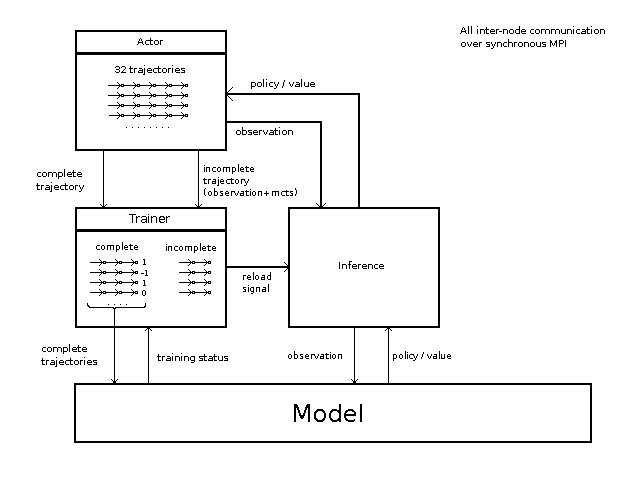 All inter-node communication
over synchronous MPI
Actor
32 trajectories
. . . . . . . .
policy / value
observation
complete
trajectory
incomplete
trajectory
(observation+mcts)
Trainer
complete
incomplete
1
-1
1
0
. . . .
reload
signal
Inference
complete
trajectories
training status
observation
policy / value
Model